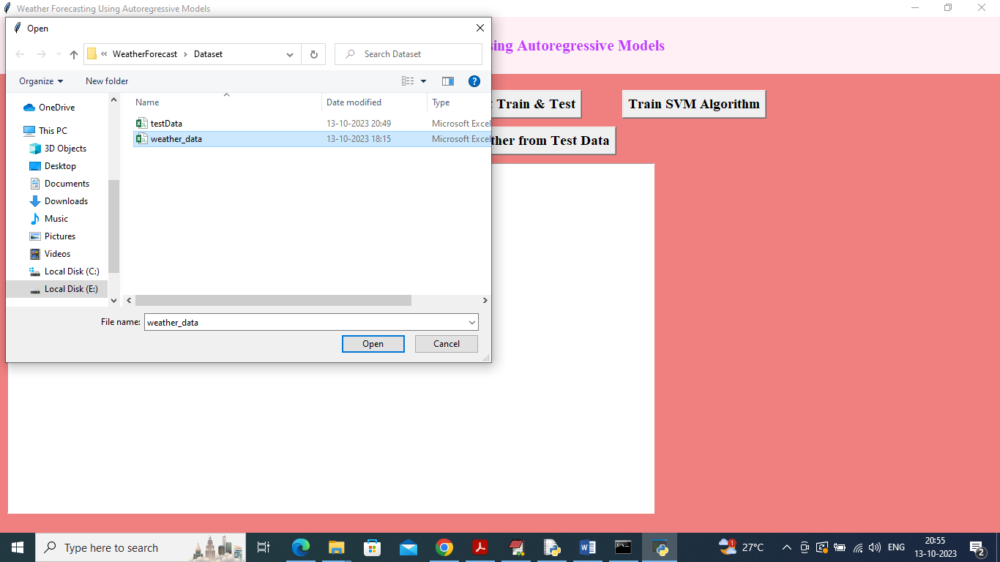 Weather Forecasting Using Autoregressive Models
Open
sing Autoregressive Models
« WeatherForecast › Dataset
Search Dataset
Organize
New folder
?
Train & Test
Train SVM Algorithm
ther from Test Data
Name
Date modified
Type
testData
13-10-2023 20:49
Microsoft Excel
weather_data
13-10-2023 18:15
Microsoft Excel
OneDrive
This PC
3D Objects
Desktop
Documents
Downloads
Music
Pictures
Videos
Local Disk (C:)
Local Disk (E:)
File name:
weather_data
Open
Cancel
Type here to search
1
27°C
ENG
20:55
13-10-2023
2